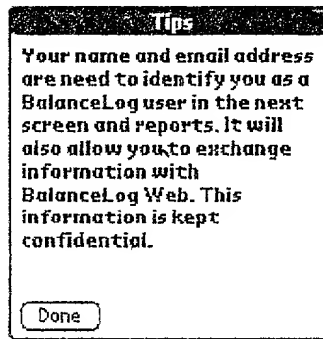 Tips
Your name and email address
are need to identify you as a
BalanceLog user in the next
screen and reports. It will
also allow you to exchange
information with
BalanceLog Web. This
information is kept
confidential.
Done